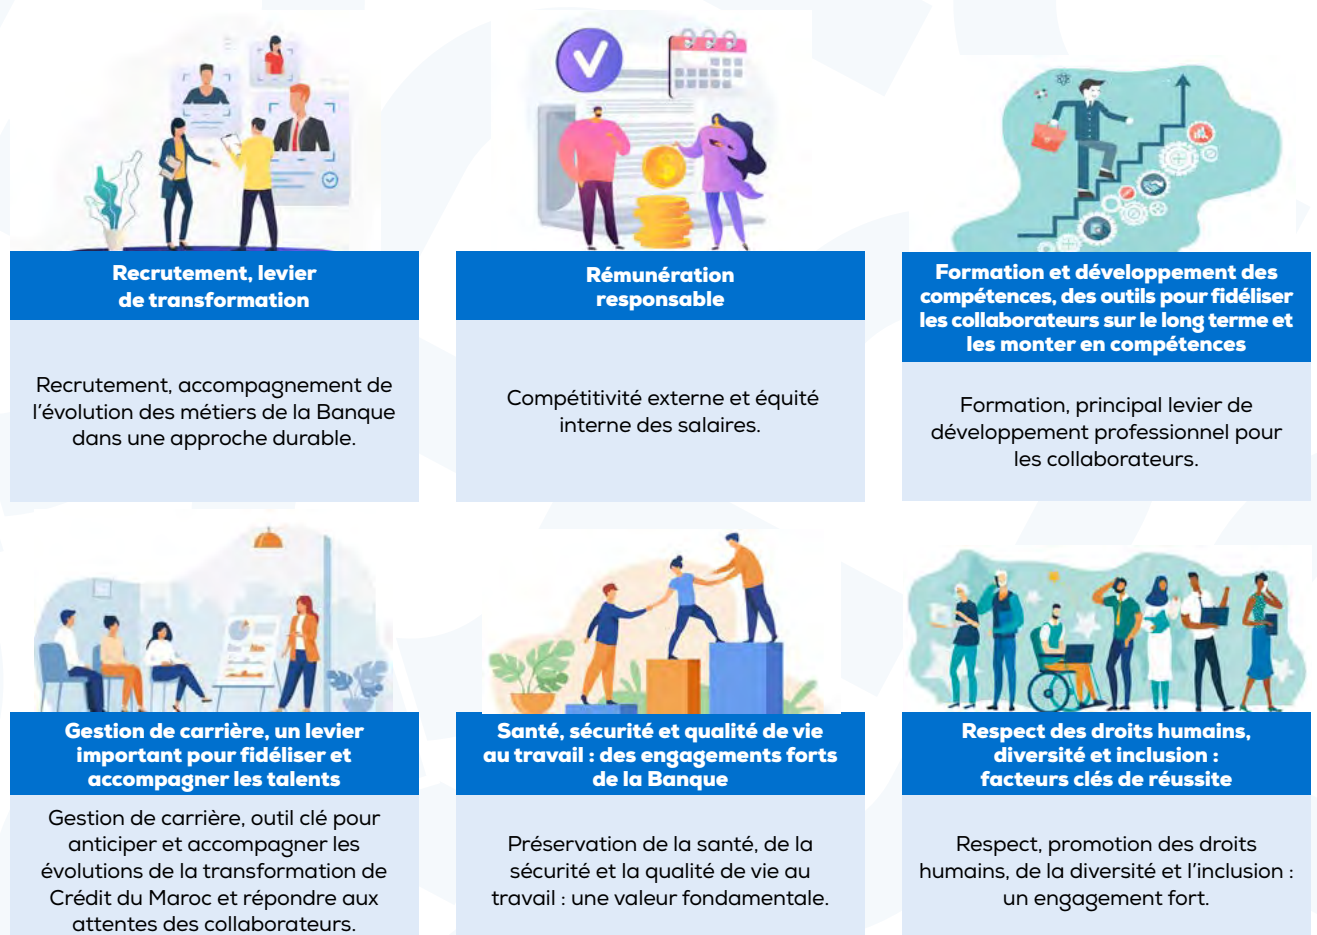 Recrutement, levier
de transformation
Recrutement, accompagnement de
l’évolution des métiers de la Banque
dans une approche durable.
Rémunération
responsable
Compétitivité externe et équité
interne des salaires.
Formation et développement des
compétences, des outils pour fidéliser
les collaborateurs sur le long terme et
les monter en compétences
Formation, principal levier de
développement professionnel pour
les collaborateurs.
Gestion de carrière, un levier
important pour fidéliser et
accompagner les talents
Gestion de carrière, outil clé pour
anticiper et accompagner les
évolutions de la transformation de
Crédit du Maroc et répondre aux
attentes des collaborateurs.
Santé, sécurité et qualité de vie
au travail : des engagements forts
de la Banque
Préservation de la santé, de la
sécurité et la qualité de vie au
travail : une valeur fondamentale.
Respect des droits humains,
diversité et inclusion :
facteurs clés de réussite
Respect, promotion des droits
humains, de la diversité et l’inclusion :
un engagement fort.